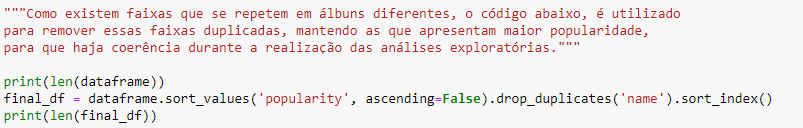 """Como existem faixas que se repetem em álbuns diferentes, o código abaixo, é utilizado
para remover essas faixas duplicadas, mantendo as que apresentam maior popularidade,
para que haja coerência durante a realização das análises exploratórias."""
print(len(dataframe))
final_df = dataframe.sort_values('popularity', ascending=False).drop_duplicates('name').sort_index()
print(len(final_df))